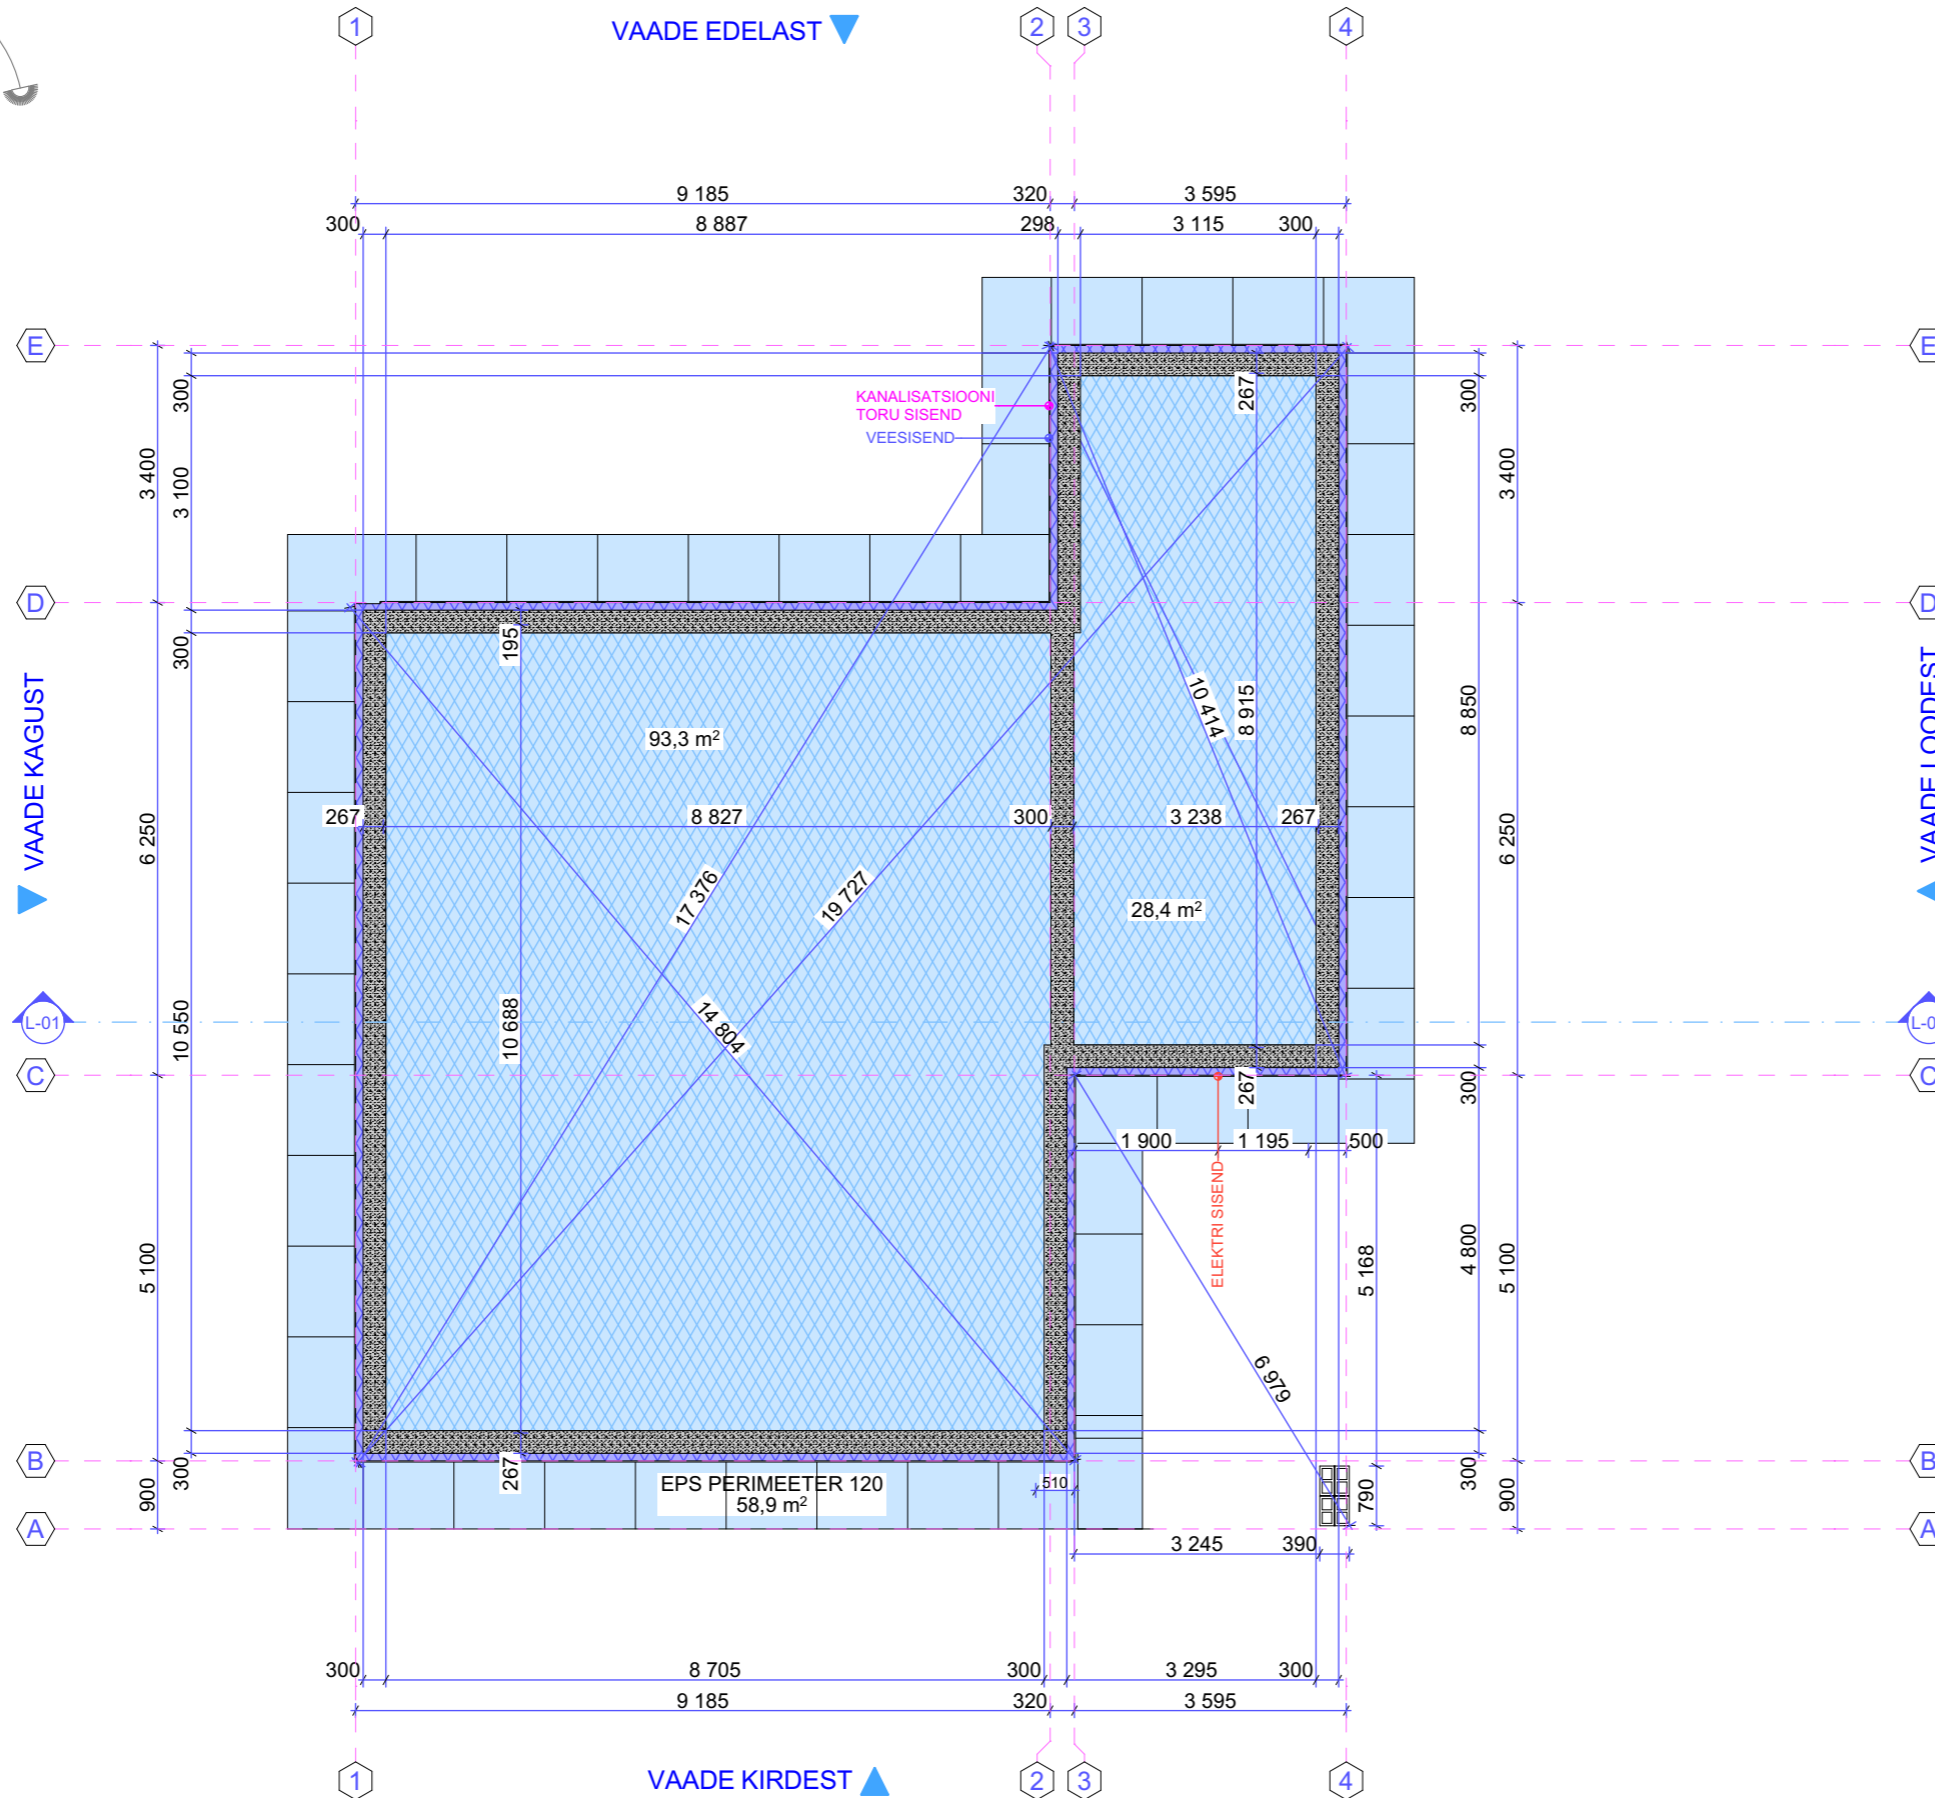 1
VAADE EDELAST
2
3
4
9 185
320
3 595
300
8 887
298
3 115
300
E
E
300
267
300
KANALISATSIOONI
TORU SISEND
VEESISEND
3 400
3 100
3 400
D
D
300
195
VAADE KAGUST
VAADE LOODEST
93,3 m²
10 414
8 915
8 850
267
8 827
300
3 238
267
6 250
6 250
17 376
19 727
28,4 m²
L-01
10 550
10 688
14 804
L-0
C
C
267
300
1 900
1 195
500
ELEKTRI SISEND
5 100
5 168
4 800
5 100
6 979
B
B
900
300
267
EPS PERIMEETER 120
58,9 m²
510
790
300
900
A
A
3 245
390
300
8 705
300
3 295
300
9 185
320
3 595
1
VAADE KIRDEST
2
3
4